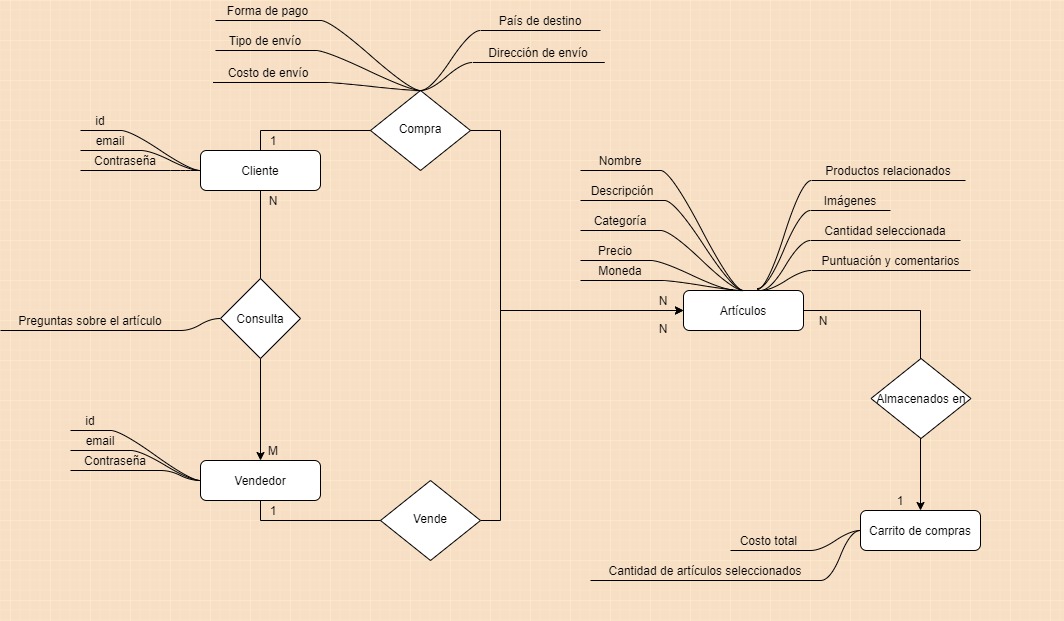 Forma de pago
Tipo de envío
Costo de envío
País de destino
Dirección de envío
Compra
id
email
Contraseña
1
Cliente
N
Nombre
Descripción
Categoría
Precio
Moneda
Productos relacionados
Imágenes
Cantidad seleccionada
Puntuación y comentarios
N
Artículos
N
N
Preguntas sobre el artículo
Consulta
Almacenados en
id
email
Contraseña
M
Vendedor
1
Vende
1
Carrito de compras
Costo total
Cantidad de artículos seleccionados